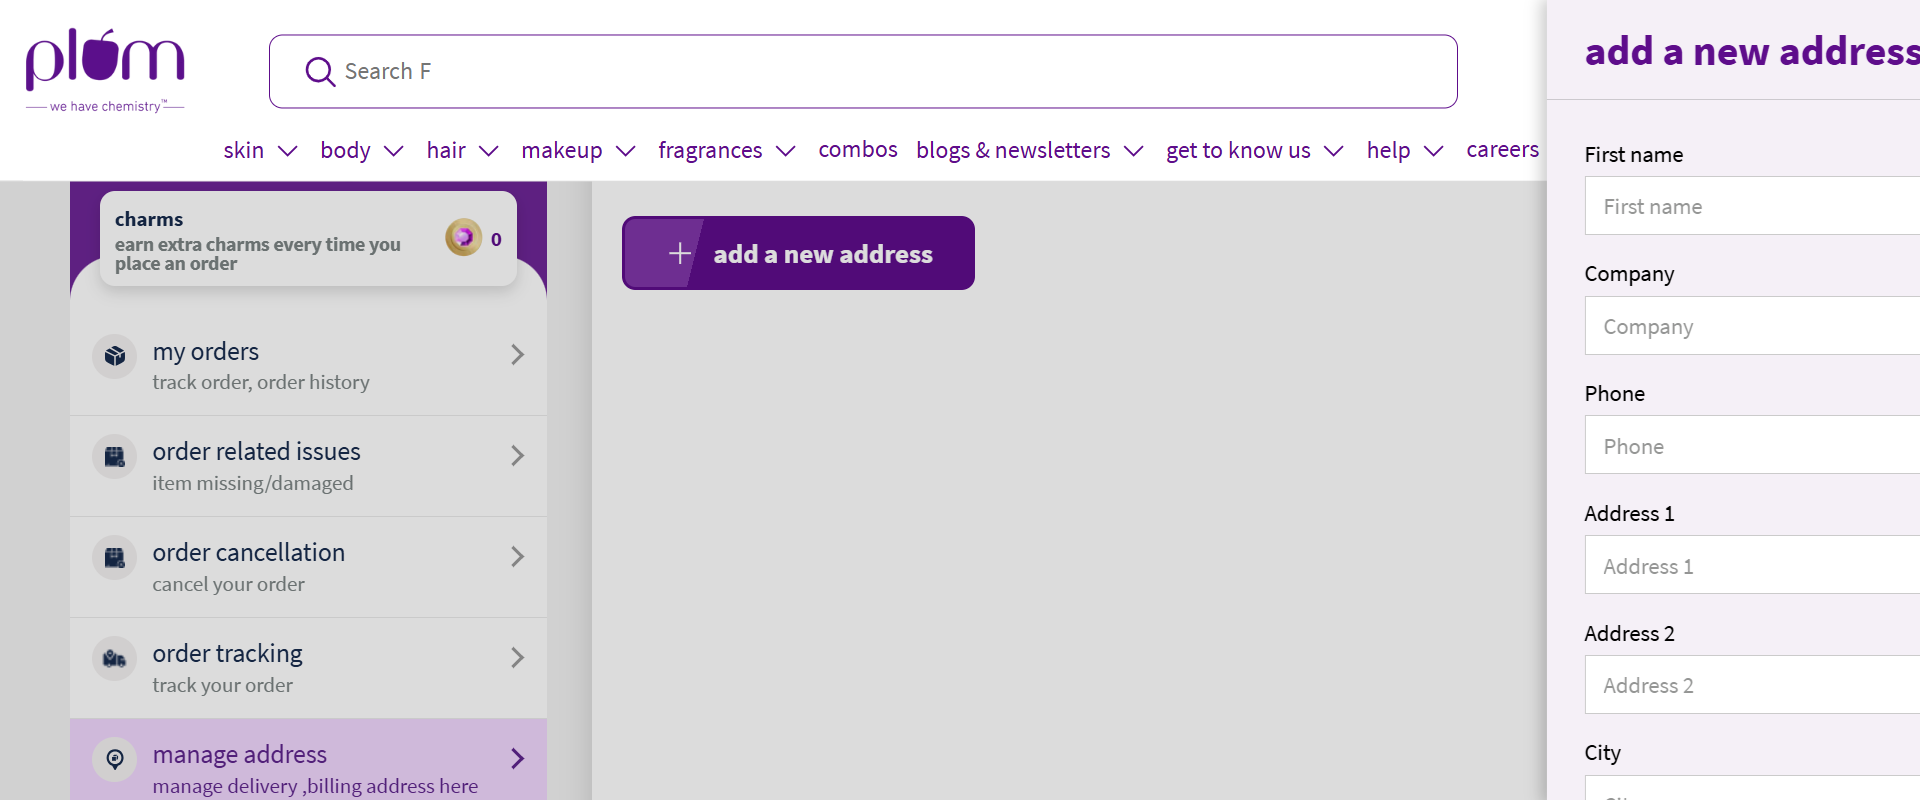 plum
we have chemistry™
Search F
skin
body
hair
makeup
fragrances
combos
blogs & newsletters
get to know us
help
careers
charms
earn extra charms every time you
place an order
0
my orders
track order, order history
order related issues
item missing/damaged
order cancellation
cancel your order
order tracking
track your order
manage address
manage delivery ,billing address here
add a new address
add a new address
First name
First name
Company
Company
Phone
Phone
Address 1
Address 1
Address 2
Address 2
City